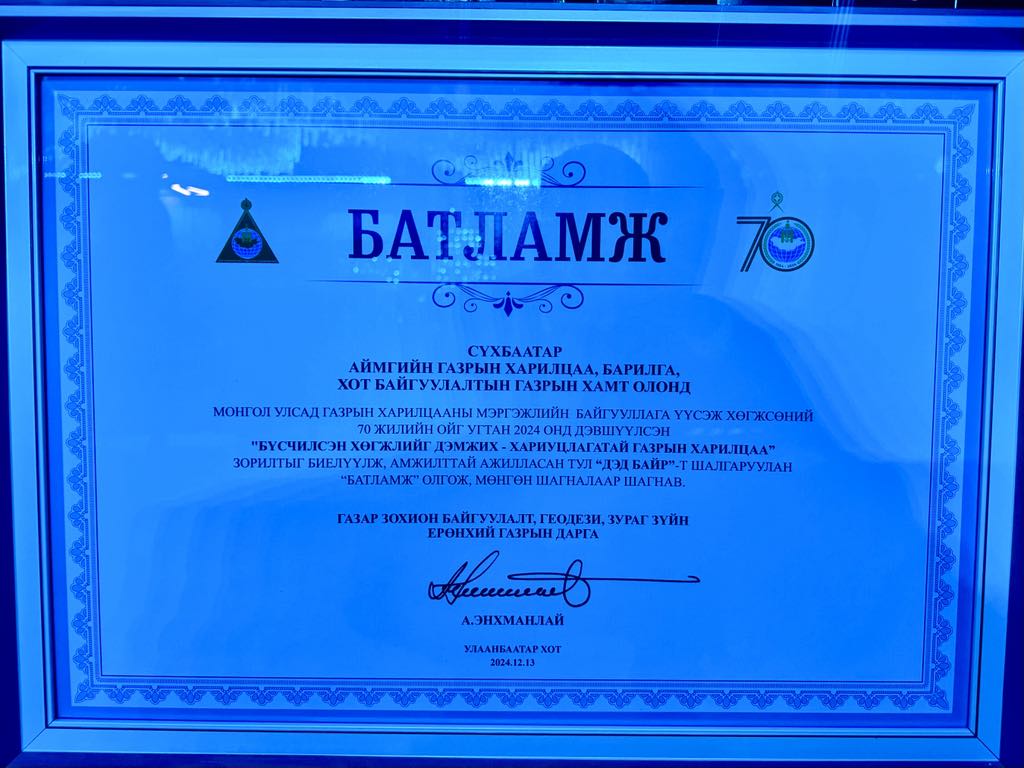 БАТЛАМЖ
70
СҮХБААТАР
АЙМГИЙН ГАЗРЫН ХАРИЛЦАА, БАРИЛГА,
ХОТ БАЙГУУЛАЛТЫН ГАЗРЫН ХАМТ ОЛОНД
МОНГОЛ УЛСАД ГАЗРЫН ХАРИЛЦААНЫ МЭРГЭЖЛИЙН БАЙГУУЛЛАГА ҮҮСЭЖ ХӨГЖСӨНИЙ
70 ЖИЛИЙН ОЙГ УГТАН 2024 ОНД ДЭВШҮҮЛСЭН
"БҮСЧИЛСЭН ХӨГЖЛИЙГ ДЭМЖИХ - ХАРИУЦЛАГАТАЙ ГАЗРЫН ХАРИЛЦАА”
ЗОРИЛТЫГ БИЕЛҮҮЛЖ, АМЖИЛТТАЙ АЖИЛЛАСАН ТУЛ “ДЭД БАЙР”-Т ШАЛГАРУУЛАН
“БАТЛАМЖ” ОЛГОЖ, МӨНГӨН ШАГНАЛААР ШАГНАВ.
ГАЗАР ЗОХИОН БАЙГУУЛАЛТ, ГЕОДЕЗИ, ЗУРАГ ЗҮЙН
ЕРӨНХИЙ ГАЗРЫН ДАРГА
А.ЭНХМАНЛАЙ
УЛААНБААТАР ХОТ
2024.12.13